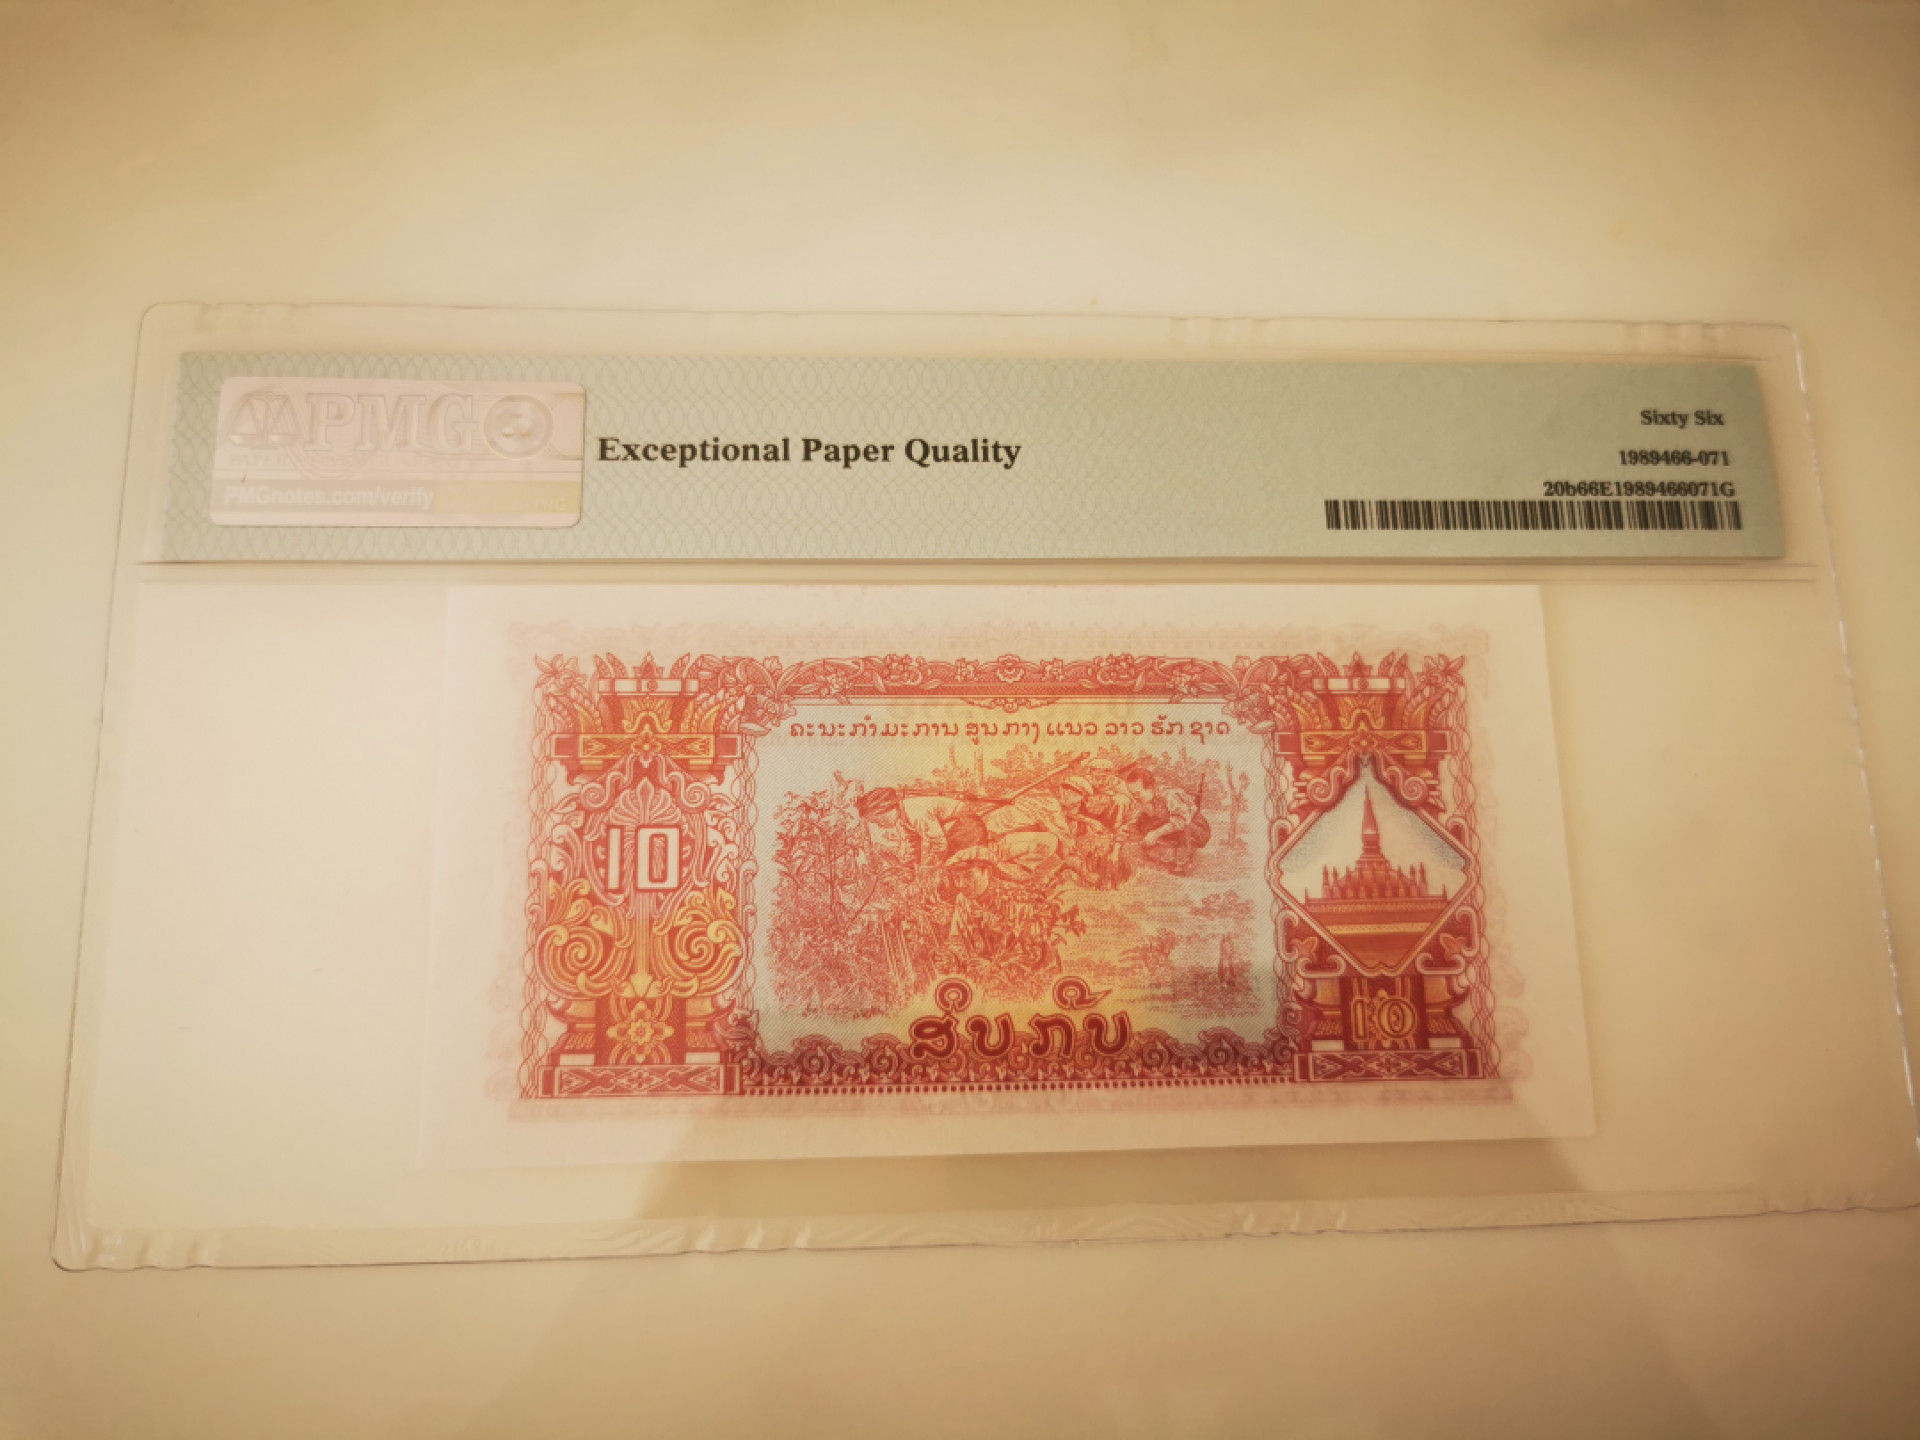 PMG
PMGnotes.com/verify
Exceptional Paper Quality
Sixty Six
1989466-071
20b66E1989466071G
10
ຄະນະກຳມະການ ສູນກາງ ແນວ ລາວ ຮັກ ຊາດ
10
ສິບກີບ
10